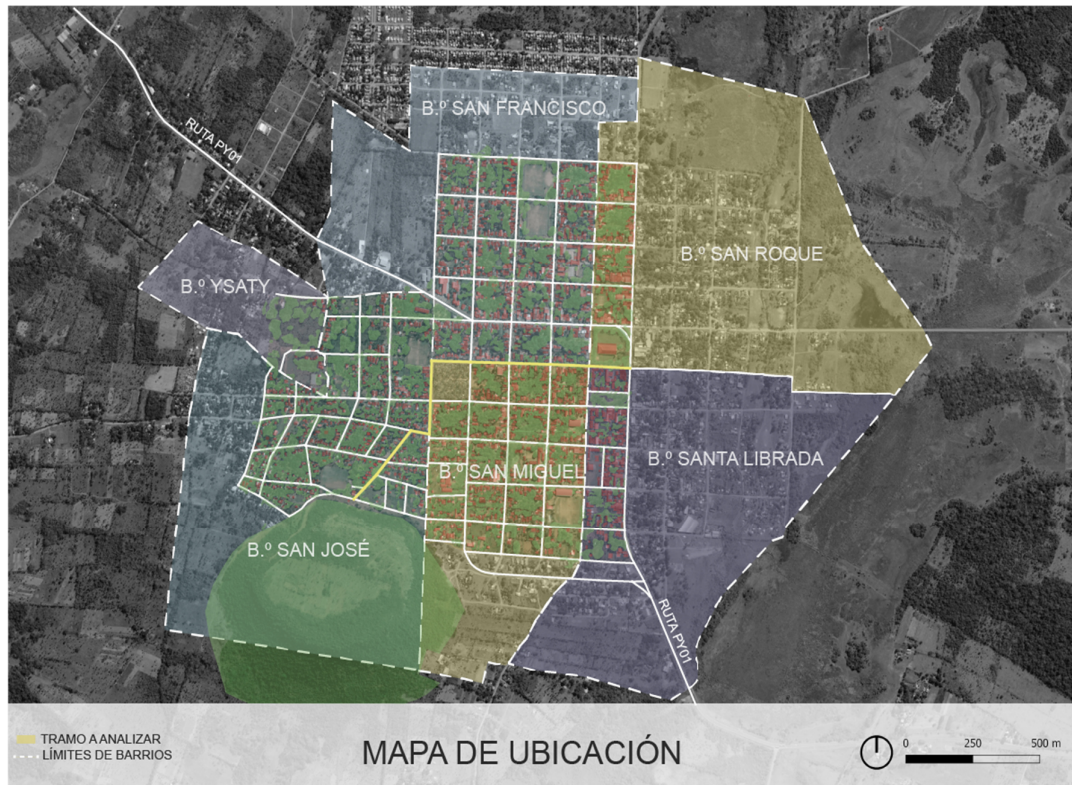 B.º SAN FRANCISCO
RUTA PY01
B.º SAN ROQUE
B.º YSATY
B.º SAN MIGUEL
B.º SANTA LIBRADA
B.º SAN JOSÉ
RUTA PY01
TRAMO A ANALIZAR
LÍMITES DE BARRIOS
MAPA DE UBICACIÓN
0 250 500 m